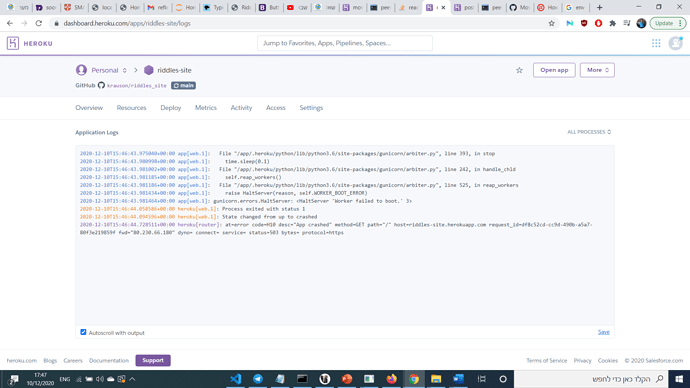 dashboard.heroku.com/apps/riddles-site/logs
Update
HEROKU
Jump to Favorites, Apps, Pipelines, Spaces...
Personal
riddles-site
Open app
More
GitHub krauson/riddles_site main
Overview Resources Deploy Metrics Activity Access Settings
Application Logs
ALL PROCESSES
2020-12-10T15:46:43.975040+00:00 app[web.1]: File "/app/.heroku/python/lib/python3.6/site-packages/gunicorn/arbiter.py", line 393, in stop
2020-12-10T15:46:43.980998+00:00 app[web.1]: time.sleep(0.1)
2020-12-10T15:46:43.981002+00:00 app[web.1]: File "/app/.heroku/python/lib/python3.6/site-packages/gunicorn/arbiter.py", line 242, in handle_chld
2020-12-10T15:46:43.981185+00:00 app[web.1]: self.reap_workers()
2020-12-10T15:46:43.981186+00:00 app[web.1]: File "/app/.heroku/python/lib/python3.6/site-packages/gunicorn/arbiter.py", line 525, in reap_workers
2020-12-10T15:46:43.981436+00:00 app[web.1]: raise HaltServer(reason, self.WORKER_BOOT_ERROR)
2020-12-10T15:46:43.981464+00:00 app[web.1]: gunicorn.errors.HaltServer: <HaltServer 'Worker failed to boot.' 3>
2020-12-10T15:46:44.050586+00:00 heroku[web.1]: Process exited with status 1
2020-12-10T15:46:44.094596+00:00 heroku[web.1]: State changed from up to crashed
2020-12-10T15:46:44.728511+00:00 heroku[router]: at=error code=H10 desc="App crashed" method=GET path="/" host=riddles-site.herokuapp.com request_id=df8c52cd-cc9d-490b-a5a7-
80f3e219859f fwd="80.230.66.180" dyno= connect= service= status=503 bytes= protocol=https
Autoscroll with output
Save
heroku.com Blogs Careers Documentation Support
Terms of Service Privacy Cookies © 2020 Salesforce.com
17:47
10/12/2020
ENG
הקלד כאן כדי לחפש